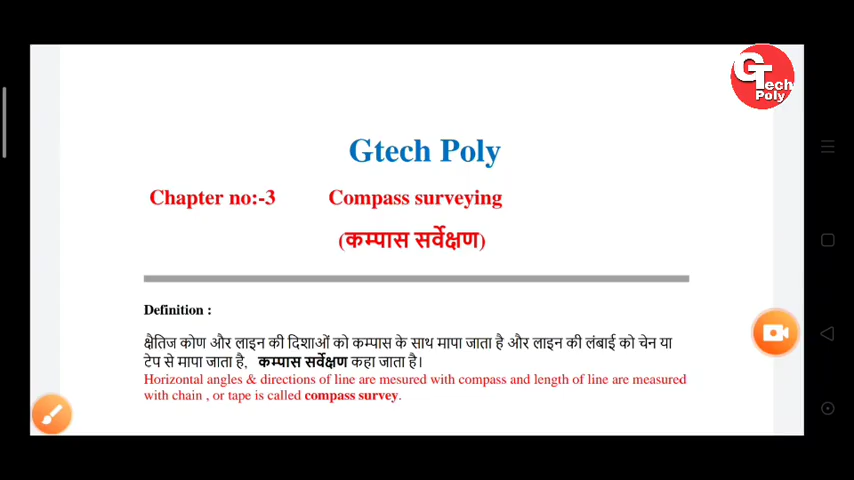 GTech
Poly
Gtech Poly
Chapter no:-3 Compass surveying
(कम्पास सर्वेक्षण)
Definition :
क्षैतिज कोण और लाइन की दिशाओं को कम्पास के साथ मापा जाता है और लाइन की लंबाई को चेन या
टेप से मापा जाता है, कम्पास सर्वेक्षण कहा जाता है।
Horizontal angles & directions of line are mesured with compass and length of line are measured
with chain , or tape is called compass survey.